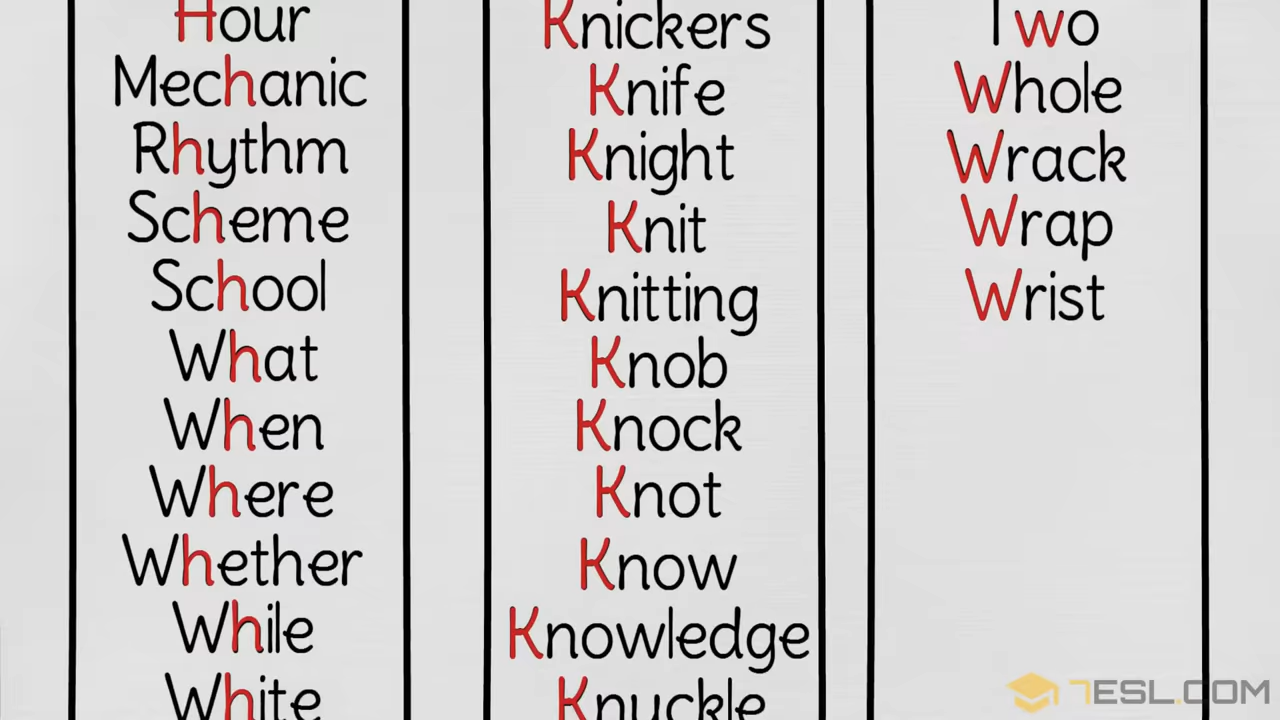 Hour
Mechanic
Rhythm
Scheme
School
What
When
Where
Whether
While
White
Knickers
Knife
Knight
Knit
Knitting
Knob
Knock
Knot
Know
Knowledge
Knuckle
Two
Whole
Wrack
Wrap
Wrist
7ESL.COM